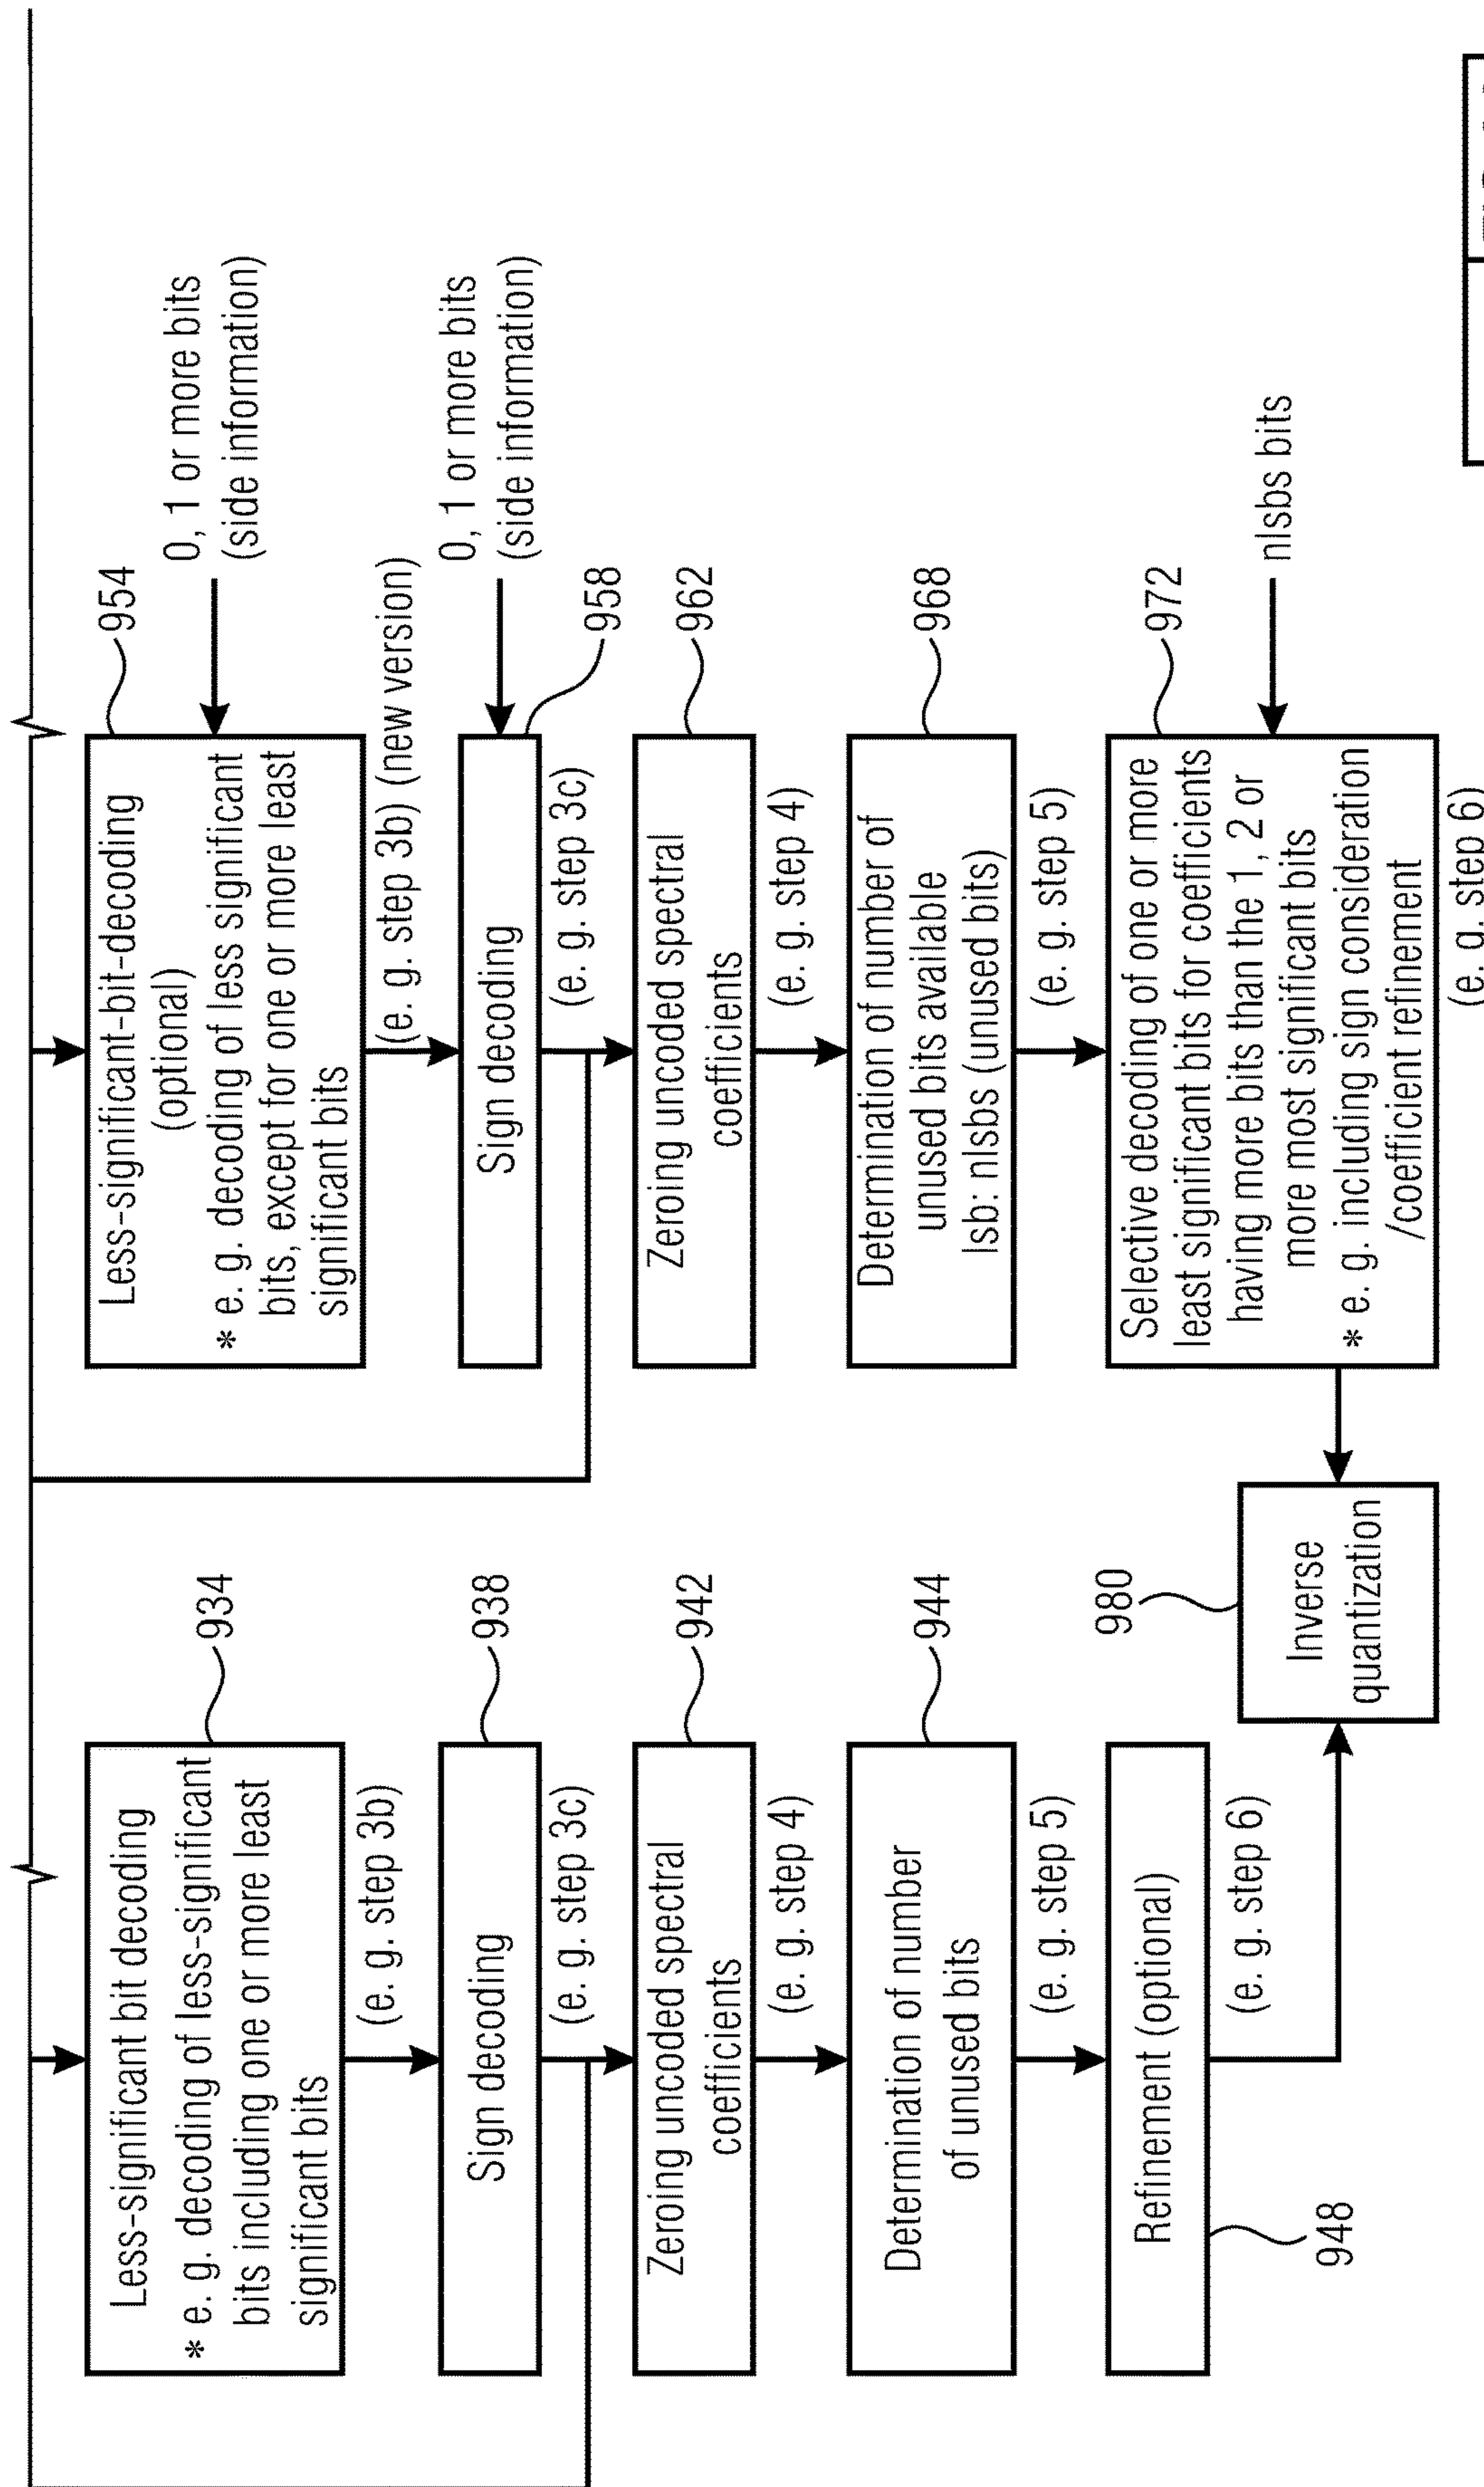 Less-significant bit decoding
* e. g. decoding of less-significant
bits including one or more least
significant bits
934
(e. g. step 3b)
Sign decoding
938
(e. g. step 3c)
Zeroing uncoded spectral
coefficients
942
(e. g. step 4)
Determination of number
of unused bits
944
(e. g. step 5)
Refinement (optional)
948
(e. g. step 6)
Less-significant-bit-decoding
(optional)
* e. g. decoding of less significant
bits, except for one or more least
significant bits
954
0, 1 or more bits
(side information)
(e. g. step 3b) (new version)
Sign decoding
0, 1 or more bits
(side information)
958
(e. g. step 3c)
Zeroing uncoded spectral
coefficients
962
(e. g. step 4)
Determination of number of
unused bits available
lsb: nlsbs (unused bits)
968
(e. g. step 5)
Selective decoding of one or more
least significant bits for coefficients
having more bits than the 1, 2 or
more most significant bits
* e. g. including sign consideration
/coefficient refinement
972
nlsbs bits
(e. g. step 6)
980
Inverse
quantization